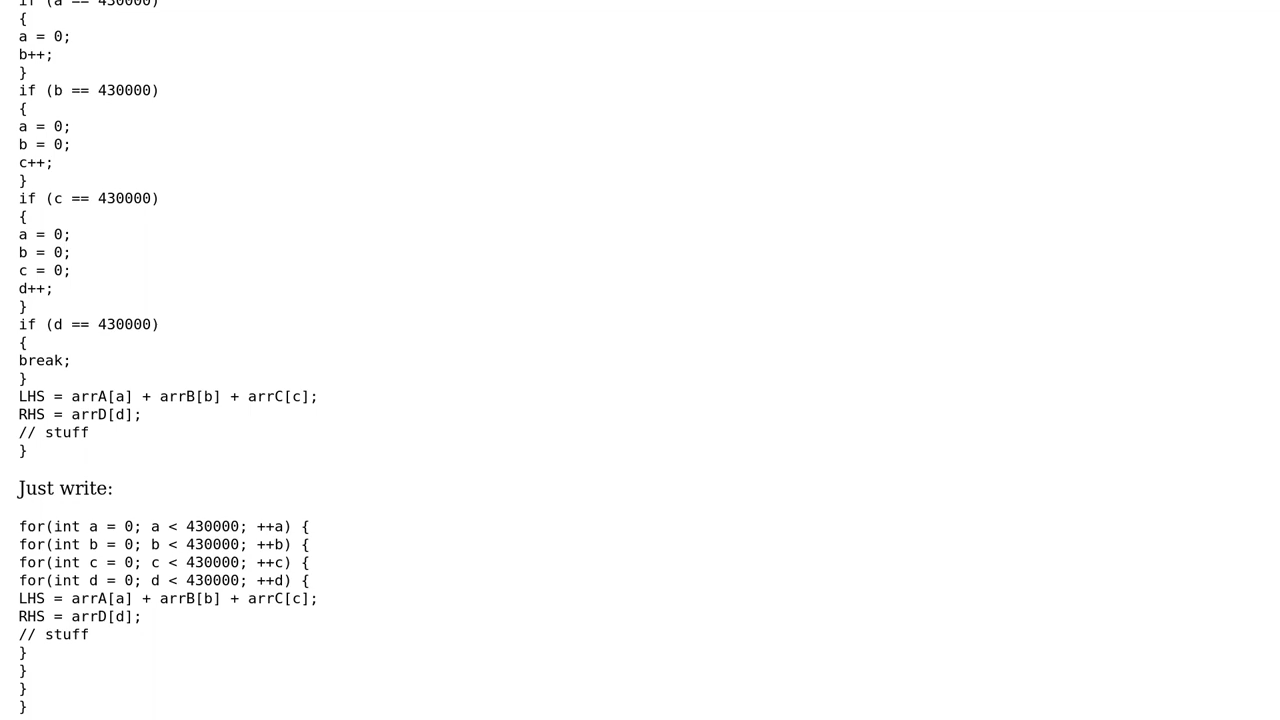 if (a == 430000)
{
a = 0;
b++;
}
if (b == 430000)
{
a = 0;
b = 0;
c++;
}
if (c == 430000)
{
a = 0;
b = 0;
c = 0;
d++;
}
if (d == 430000)
{
break;
}
LHS = arrA[a] + arrB[b] + arrC[c];
RHS = arrD[d];
// stuff
}
Just write:
for(int a = 0; a < 430000; ++a) {
for(int b = 0; b < 430000; ++b) {
for(int c = 0; c < 430000; ++c) {
for(int d = 0; d < 430000; ++d) {
LHS = arrA[a] + arrB[b] + arrC[c];
RHS = arrD[d];
// stuff
}
}
}
}